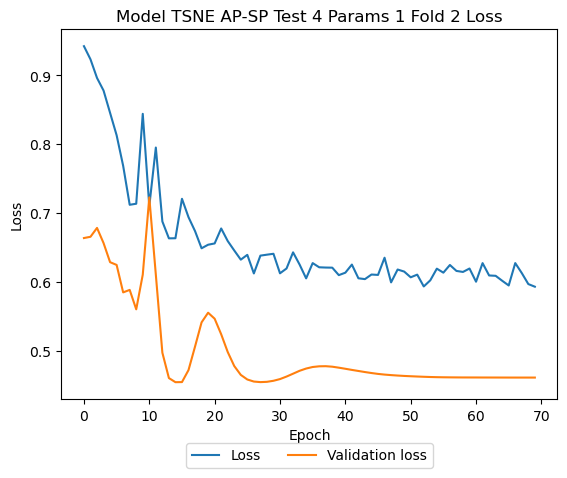 Model TSNE AP-SP Test 4 Params 1 Fold 2 Loss
Loss
0.9
0.8
0.7
0.6
0.5
0 10 20 30 40 50 60 70
Epoch
Loss Validation loss